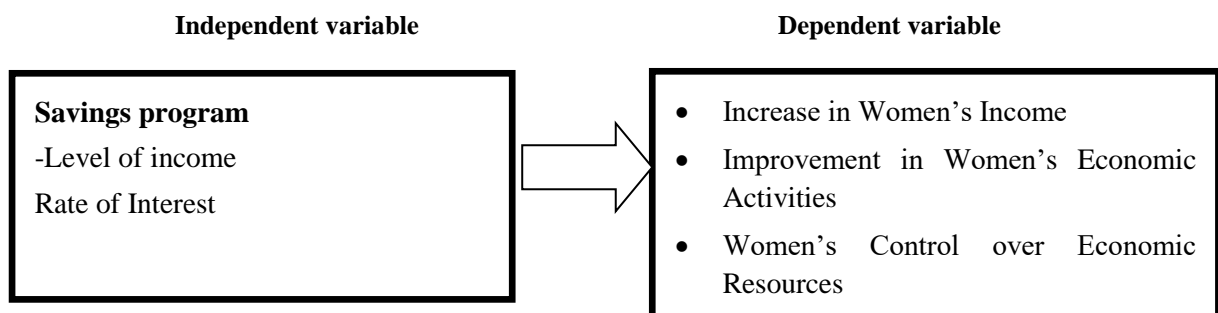 Independent variable
Dependent variable
Savings program
-Level of income
Rate of Interest
• Increase in Women’s Income
• Improvement in Women’s Economic
Activities
• Women’s Control over Economic
Resources